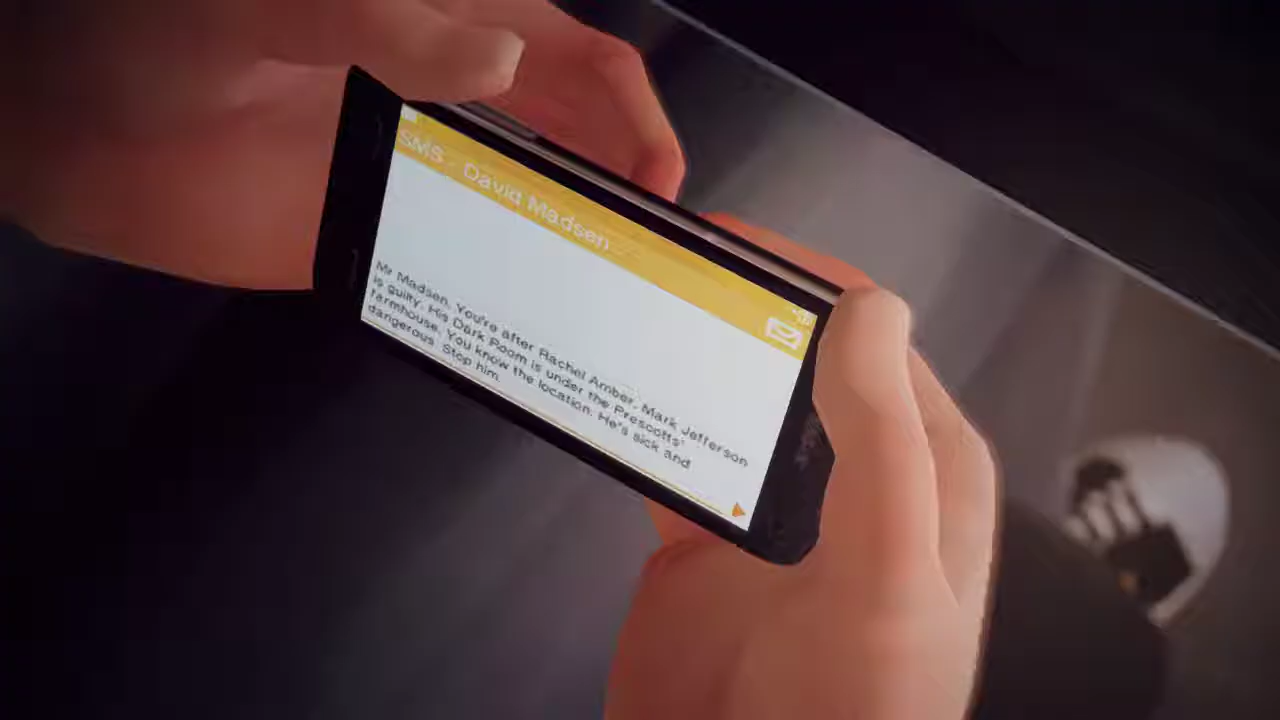 SMS - David Madsen
Mr Madsen. You're after Rachel Amber. Mark Jefferson
is guilty. His Dark Room is under the Prescotts'
farmhouse. You know the location. He's sick and
dangerous. Stop him.